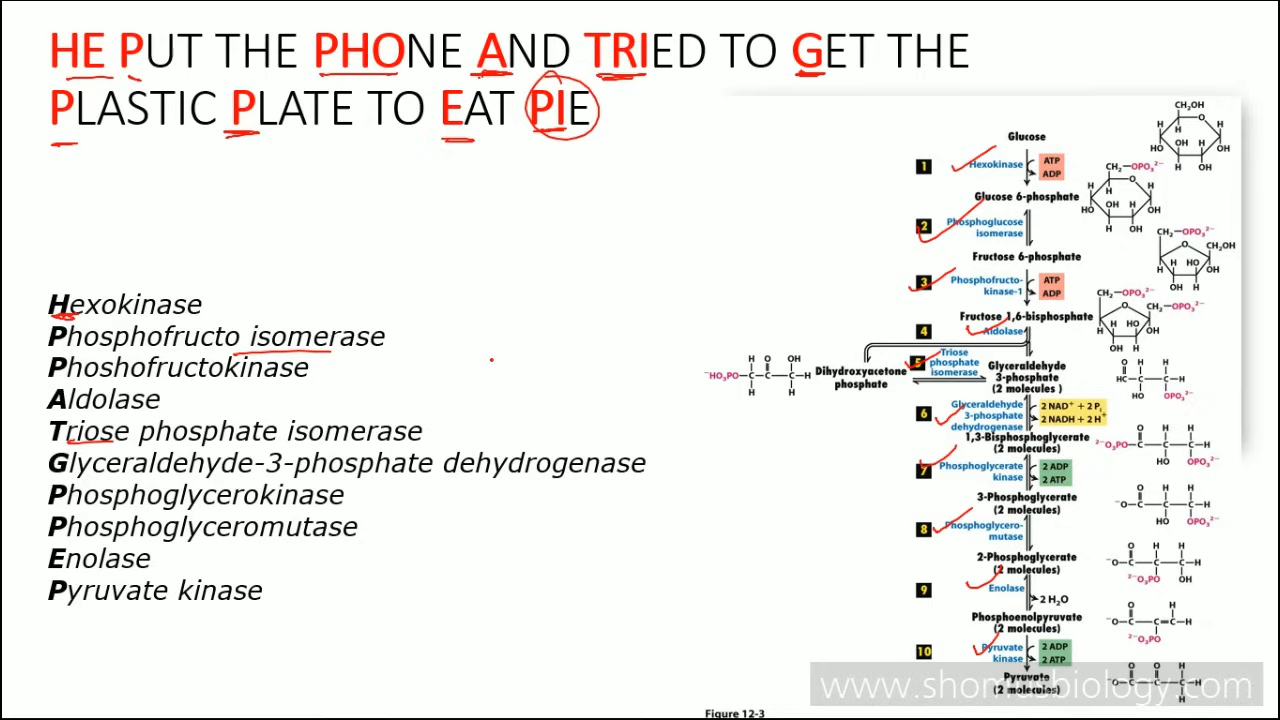 HE PUT THE PHONE AND TRIED TO GET THE
PLASTIC PLATE TO EAT PIE
Hexokinase
Phosphofructo isomerase
Phoshofructokinase
Aldolase
Triose phosphate isomerase
Glyceraldehyde-3-phosphate dehydrogenase
Phosphoglycerokinase
Phosphoglyceromutase
Enolase
Pyruvate kinase
Glucose
1
Hexokinase
ATP
ADP
Glucose 6-phosphate
2
Phosphoglucose
isomerase
Fructose 6-phosphate
3
Phosphofructo-
kinase-1
ATP
ADP
Fructose 1,6-bisphosphate
4
Aldolase
Dihydroxyacetone
phosphate
5
Triose
phosphate
isomerase
Glyceraldehyde
3-phosphate
(2 molecules )
6
Glyceraldehyde
3-phosphate
dehydrogenase
2 NAD⁺ + 2 Pᵢ
2 NADH + 2 H⁺
1,3-Bisphosphoglycerate
(2 molecules)
7
Phosphoglycerate
kinase
2 ADP
2 ATP
3-Phosphoglycerate
(2 molecules)
8
Phosphoglycero-
mutase
2-Phosphoglycerate
(2 molecules)
9
Enolase
2 H₂O
Phosphoenolpyruvate
(2 molecules)
10
Pyruvate
kinase
2 ADP
2 ATP
Pyruvate
(2 molecules)
www.shomusbiology.com
Figure 12-3